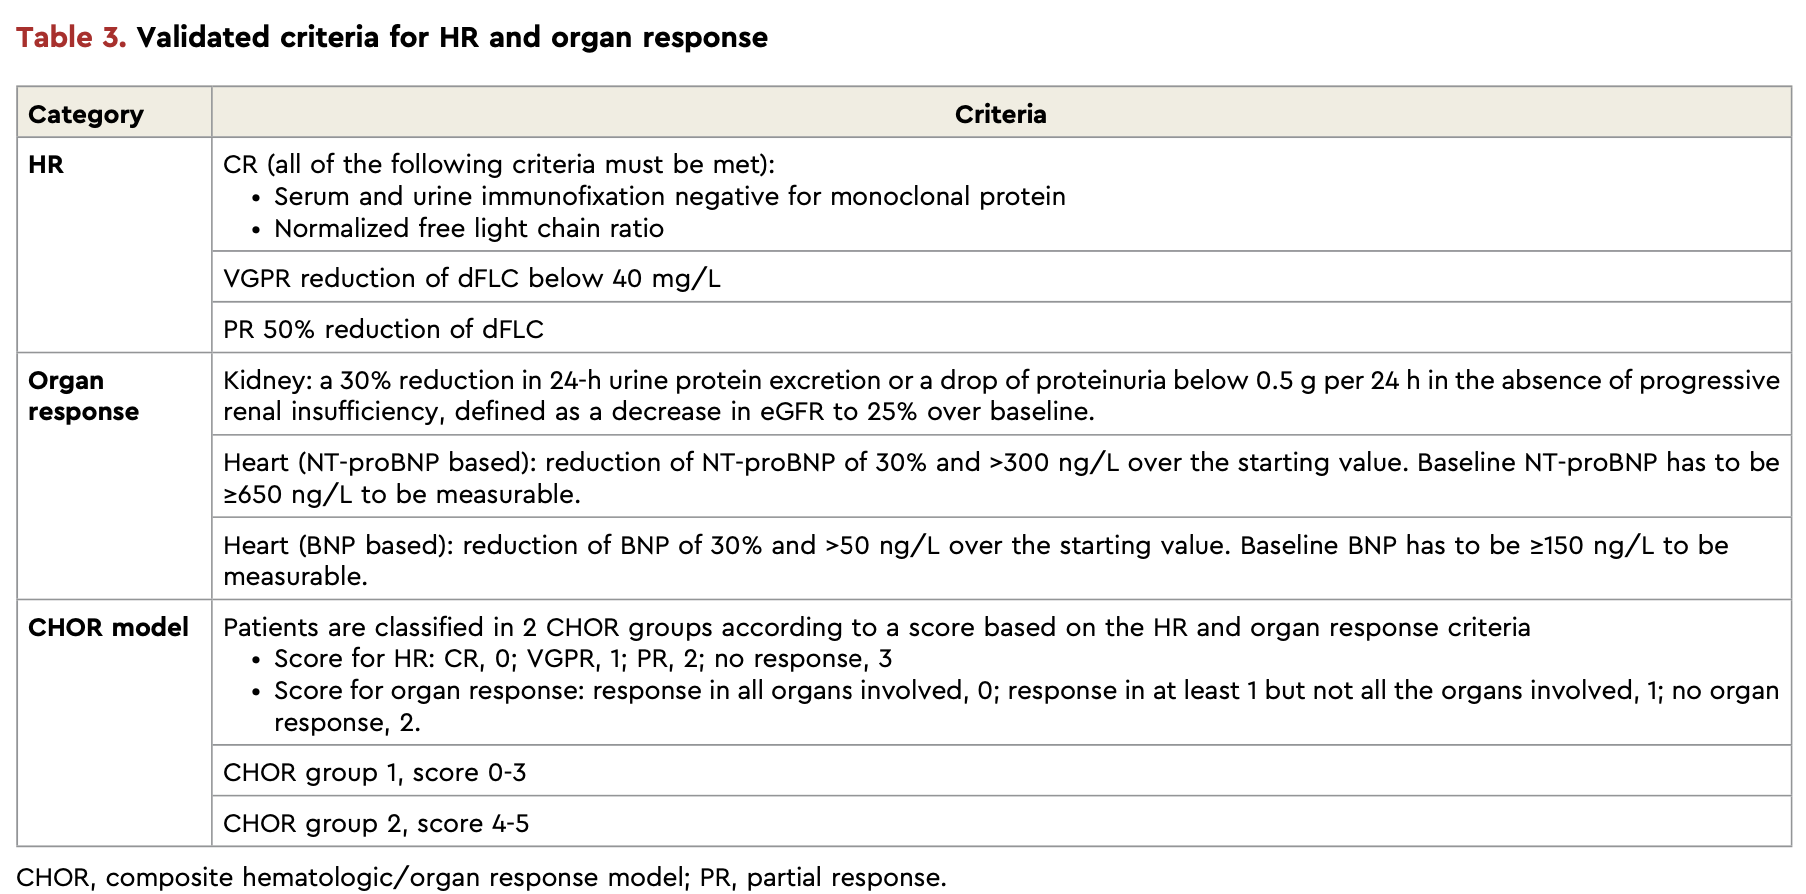 Table 3. Validated criteria for HR and organ response
Category
Criteria
HR
CR (all of the following criteria must be met):
• Serum and urine immunofixation negative for monoclonal protein
• Normalized free light chain ratio
VGPR reduction of dFLC below 40 mg/L
PR 50% reduction of dFLC
Organ
response
Kidney: a 30% reduction in 24-h urine protein excretion or a drop of proteinuria below 0.5 g per 24 h in the absence of progressive
renal insufficiency, defined as a decrease in eGFR to 25% over baseline.
Heart (NT-proBNP based): reduction of NT-proBNP of 30% and >300 ng/L over the starting value. Baseline NT-proBNP has to be
≥650 ng/L to be measurable.
Heart (BNP based): reduction of BNP of 30% and >50 ng/L over the starting value. Baseline BNP has to be ≥150 ng/L to be
measurable.
CHOR model
Patients are classified in 2 CHOR groups according to a score based on the HR and organ response criteria
• Score for HR: CR, 0; VGPR, 1; PR, 2; no response, 3
• Score for organ response: response in all organs involved, 0; response in at least 1 but not all the organs involved, 1; no organ
response, 2.
CHOR group 1, score 0-3
CHOR group 2, score 4-5
CHOR, composite hematologic/organ response model; PR, partial response.